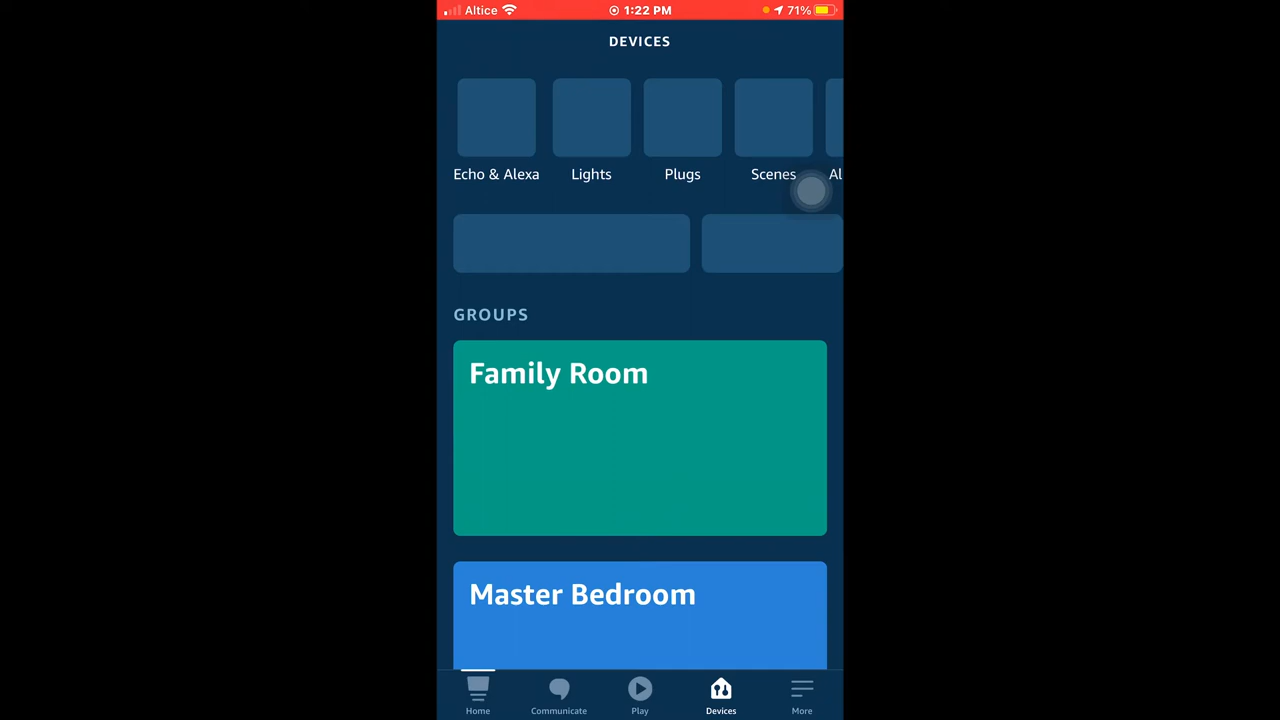 Altice 1:22 PM 71%
DEVICES
Echo & Alexa Lights Plugs Scenes Al
GROUPS
Family Room
Master Bedroom
Home Communicate Play Devices More